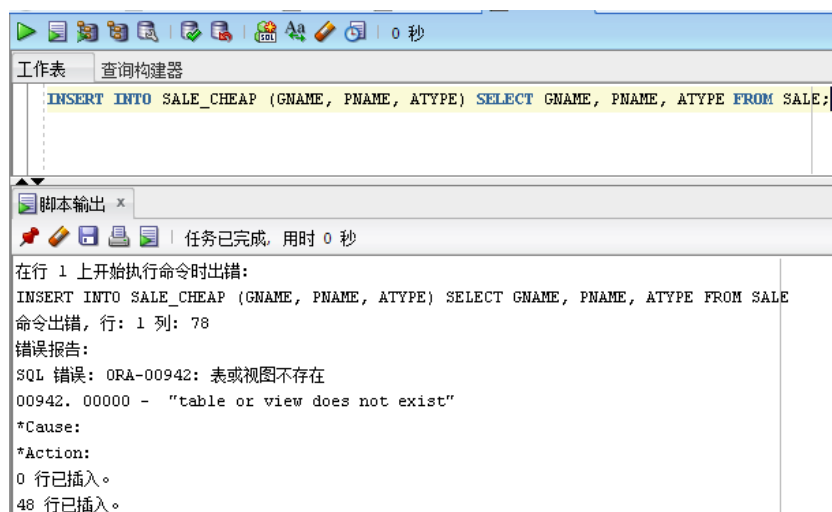 0 秒
工作表 查询构建器
INSERT INTO SALE_CHEAP (GNAME, PNAME, ATYPE) SELECT GNAME, PNAME, ATYPE FROM SALE;
脚本输出 x
任务已完成, 用时 0 秒
在行 1 上开始执行命令时出错:
INSERT INTO SALE_CHEAP (GNAME, PNAME, ATYPE) SELECT GNAME, PNAME, ATYPE FROM SALE
命令出错, 行: 1 列: 78
错误报告:
SQL 错误: ORA-00942: 表或视图不存在
00942. 00000 -  "table or view does not exist"
*Cause:
*Action:
0 行已插入。
48 行已插入。